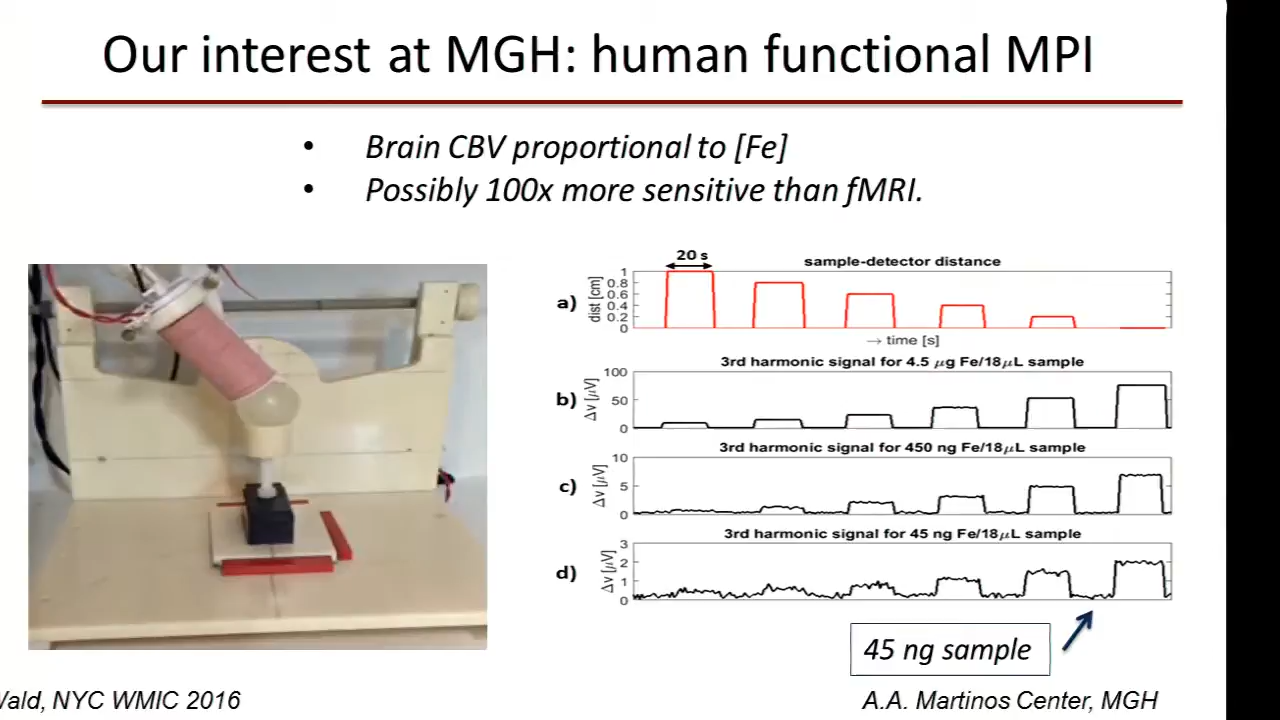 Our interest at MGH: human functional MPI
• Brain CBV proportional to [Fe]
• Possibly 100x more sensitive than fMRI.
20 s
sample-detector distance
a)
dist [cm]
1
0.8
0.6
0.4
0.2
0
→ time [s]
3rd harmonic signal for 4.5 μg Fe/18μL sample
b)
Δv [μV]
100
50
0
3rd harmonic signal for 450 ng Fe/18μL sample
c)
Δv [μV]
10
5
0
3rd harmonic signal for 45 ng Fe/18μL sample
d)
Δv [μV]
3
2
1
0
45 ng sample
Wald, NYC WMIC 2016
A.A. Martinos Center, MGH